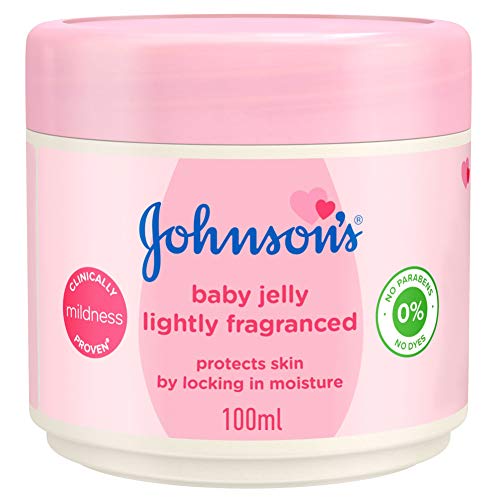 Johnson's®
baby jelly
lightly fragranced
protects skin
by locking in moisture
100ml
CLINICALLY
mildness
PROVEN
NO PARABENS
0%
NO DYES